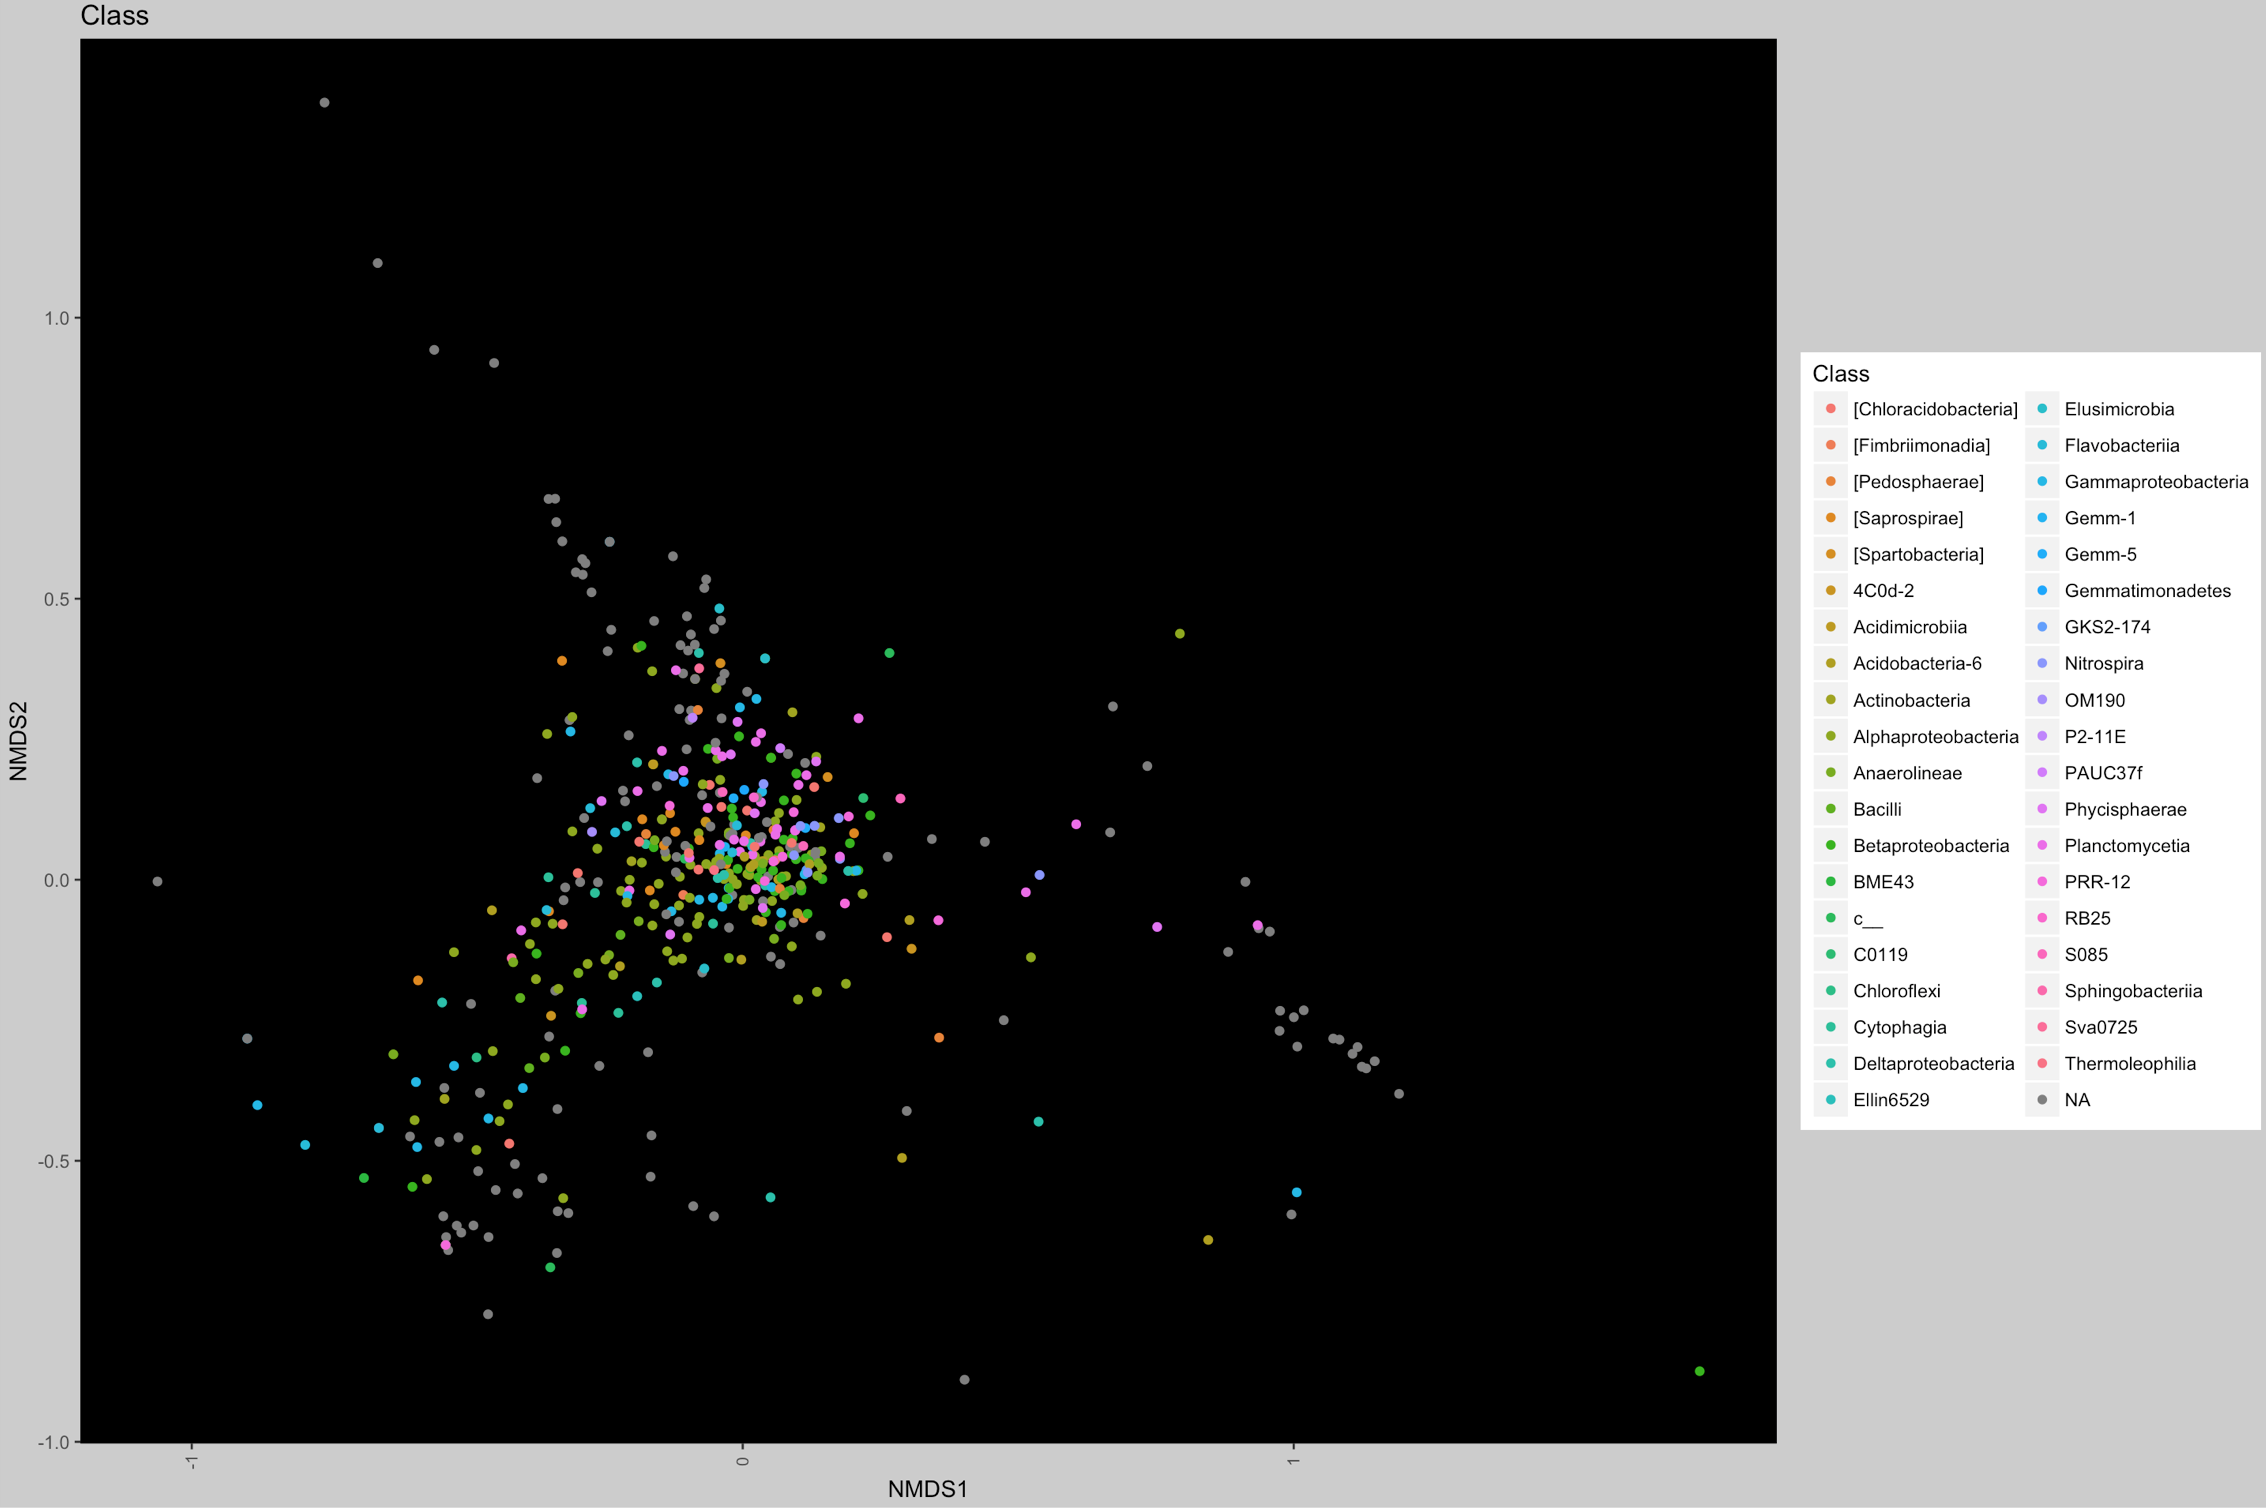 Class
NMDS2
1.0
0.5
0.0
-0.5
-1.0
-1
0
1
NMDS1
Class
[Chloracidobacteria]
[Fimbriimonadia]
[Pedosphaerae]
[Saprospirae]
[Spartobacteria]
4C0d-2
Acidimicrobiia
Acidobacteria-6
Actinobacteria
Alphaproteobacteria
Anaerolineae
Bacilli
Betaproteobacteria
BME43
c__
C0119
Chloroflexi
Cytophagia
Deltaproteobacteria
Ellin6529
Elusimicrobia
Flavobacteriia
Gammaproteobacteria
Gemm-1
Gemm-5
Gemmatimonadetes
GKS2-174
Nitrospira
OM190
P2-11E
PAUC37f
Phycisphaerae
Planctomycetia
PRR-12
RB25
S085
Sphingobacteriia
Sva0725
Thermoleophilia
NA